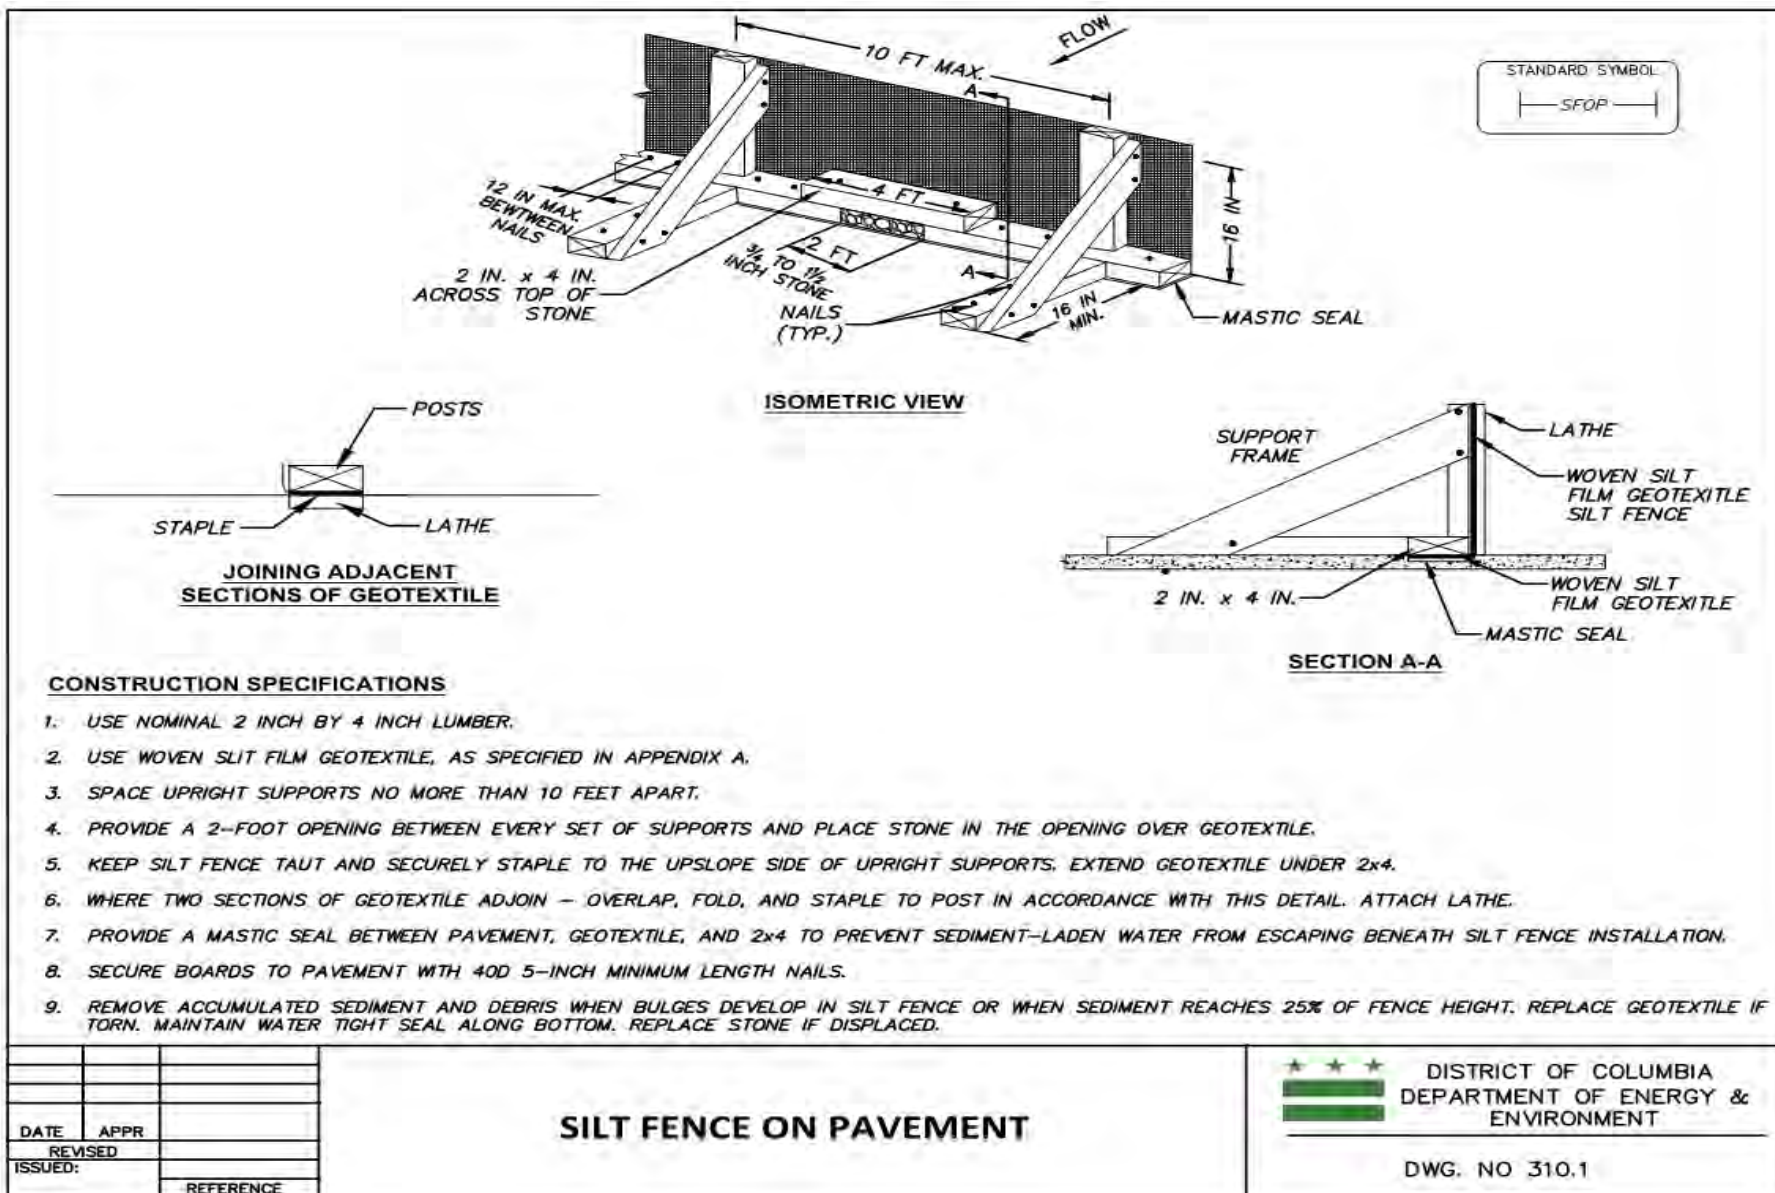 FLOW
10 FT MAX.
STANDARD SYMBOL
SFOP
A
4 FT
12 IN MAX.
BEWTWEEN
NAILS
16 IN
2 FT
3/4 TO 1 1/2
INCH STONE
A
2 IN. x 4 IN.
ACROSS TOP OF
STONE
NAILS
(TYP.)
16 IN
MIN.
MASTIC SEAL
ISOMETRIC VIEW
POSTS
STAPLE
LATHE
JOINING ADJACENT
SECTIONS OF GEOTEXTILE
SUPPORT
FRAME
LATHE
WOVEN SILT
FILM GEOTEXITLE
SILT FENCE
2 IN. x 4 IN.
WOVEN SILT
FILM GEOTEXITLE
MASTIC SEAL
SECTION A-A
CONSTRUCTION SPECIFICATIONS
1. USE NOMINAL 2 INCH BY 4 INCH LUMBER.
2. USE WOVEN SLIT FILM GEOTEXTILE, AS SPECIFIED IN APPENDIX A.
3. SPACE UPRIGHT SUPPORTS NO MORE THAN 10 FEET APART.
4. PROVIDE A 2-FOOT OPENING BETWEEN EVERY SET OF SUPPORTS AND PLACE STONE IN THE OPENING OVER GEOTEXTILE.
5. KEEP SILT FENCE TAUT AND SECURELY STAPLE TO THE UPSLOPE SIDE OF UPRIGHT SUPPORTS. EXTEND GEOTEXTILE UNDER 2x4.
6. WHERE TWO SECTIONS OF GEOTEXTILE ADJOIN - OVERLAP, FOLD, AND STAPLE TO POST IN ACCORDANCE WITH THIS DETAIL. ATTACH LATHE.
7. PROVIDE A MASTIC SEAL BETWEEN PAVEMENT, GEOTEXTILE, AND 2x4 TO PREVENT SEDIMENT-LADEN WATER FROM ESCAPING BENEATH SILT FENCE INSTALLATION.
8. SECURE BOARDS TO PAVEMENT WITH 40D 5-INCH MINIMUM LENGTH NAILS.
9. REMOVE ACCUMULATED SEDIMENT AND DEBRIS WHEN BULGES DEVELOP IN SILT FENCE OR WHEN SEDIMENT REACHES 25% OF FENCE HEIGHT. REPLACE GEOTEXTILE IF
TORN. MAINTAIN WATER TIGHT SEAL ALONG BOTTOM. REPLACE STONE IF DISPLACED.
DATE APPR
REVISED
ISSUED:
REFERENCE
SILT FENCE ON PAVEMENT
DISTRICT OF COLUMBIA
DEPARTMENT OF ENERGY &
ENVIRONMENT
DWG. NO 310.1